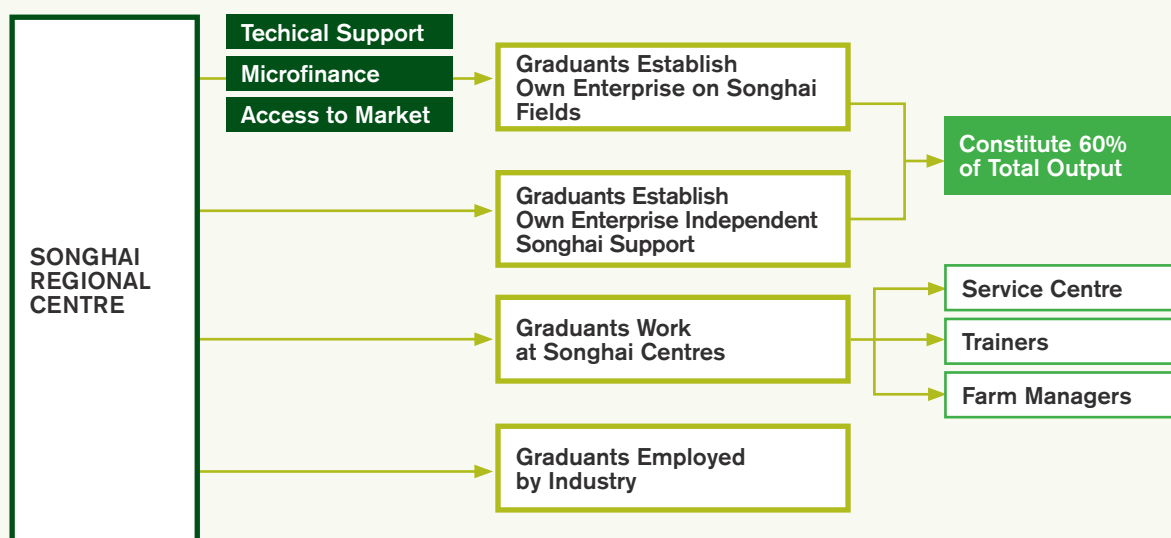 SONGHAI
REGIONAL
CENTRE
Techical Support
Microfinance
Access to Market
Graduants Establish
Own Enterprise on Songhai
Fields
Graduants Establish
Own Enterprise Independent
Songhai Support
Constitute 60%
of Total Output
Graduants Work
at Songhai Centres
Service Centre
Trainers
Farm Managers
Graduants Employed
by Industry